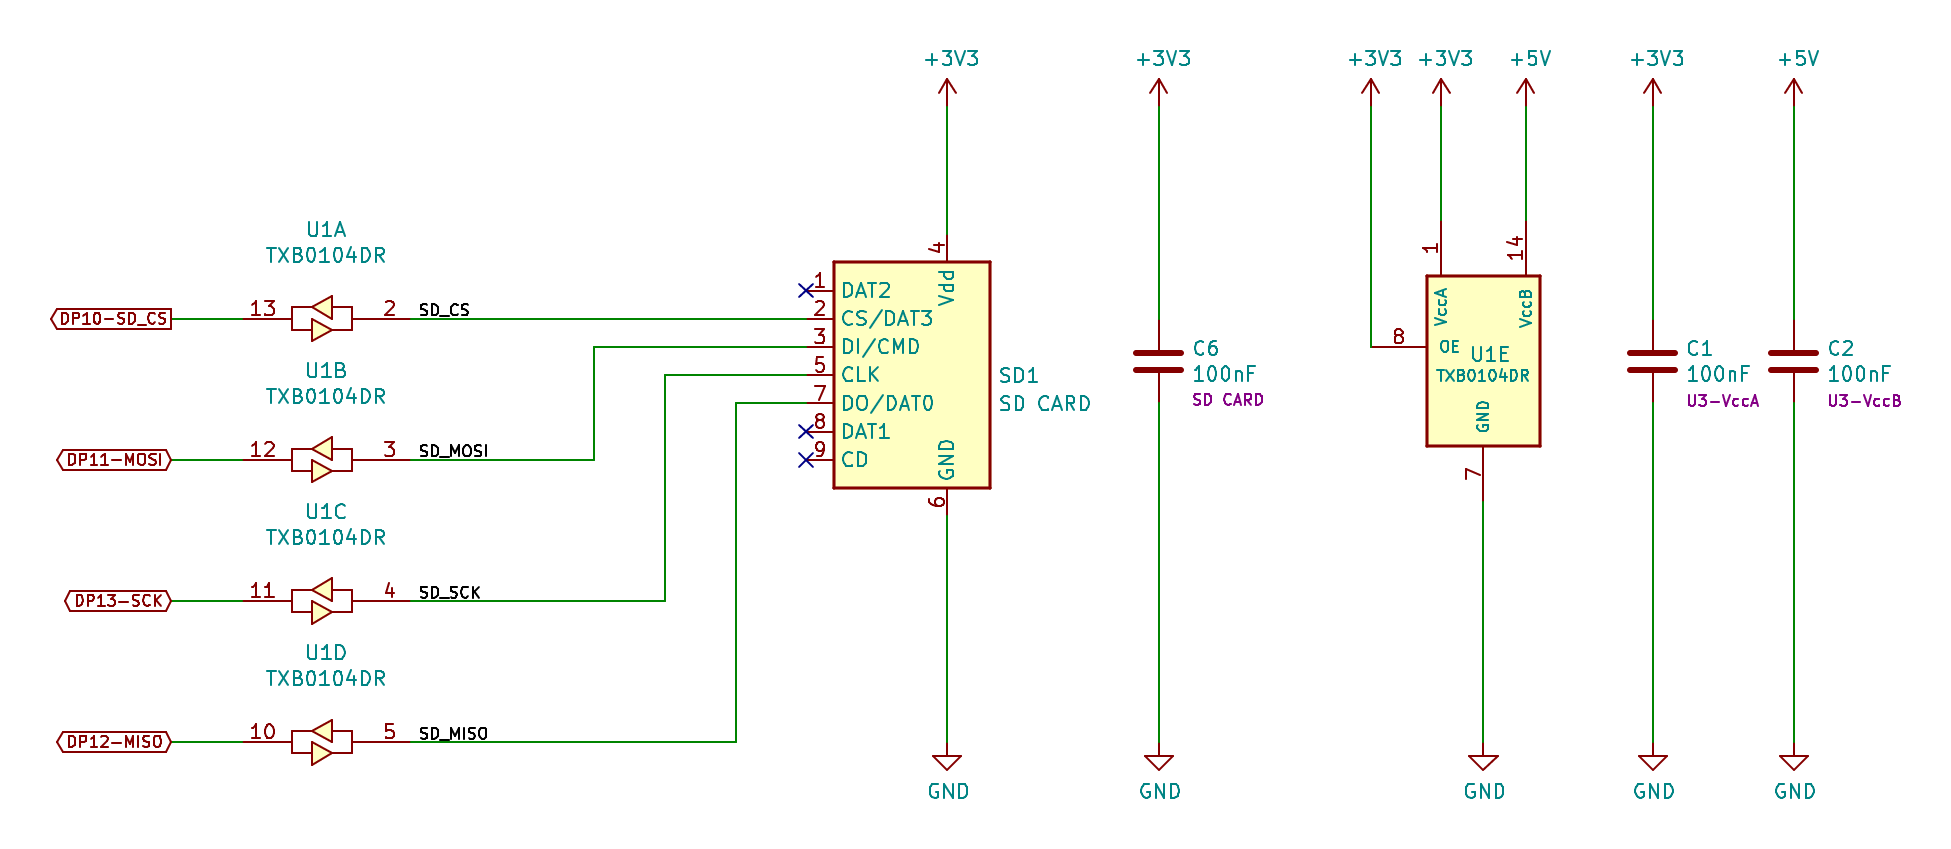 +3V3
+3V3
+3V3
+3V3
+5V
+3V3
+5V
U1A
TXB0104DR
DP10-SD_CS
13
2
SD_CS
U1B
TXB0104DR
DP11-MOSI
12
3
SD_MOSI
U1C
TXB0104DR
DP13-SCK
11
4
SD_SCK
U1D
TXB0104DR
DP12-MISO
10
5
SD_MISO
4
Vdd
1
DAT2
2
CS/DAT3
3
DI/CMD
5
CLK
7
DO/DAT0
8
DAT1
9
CD
GND
6
SD1
SD CARD
GND
C6
100nF
SD CARD
GND
1
14
VccA
VccB
8
OE
U1E
TXB0104DR
GND
7
GND
C1
100nF
U3-VccA
GND
C2
100nF
U3-VccB
GND